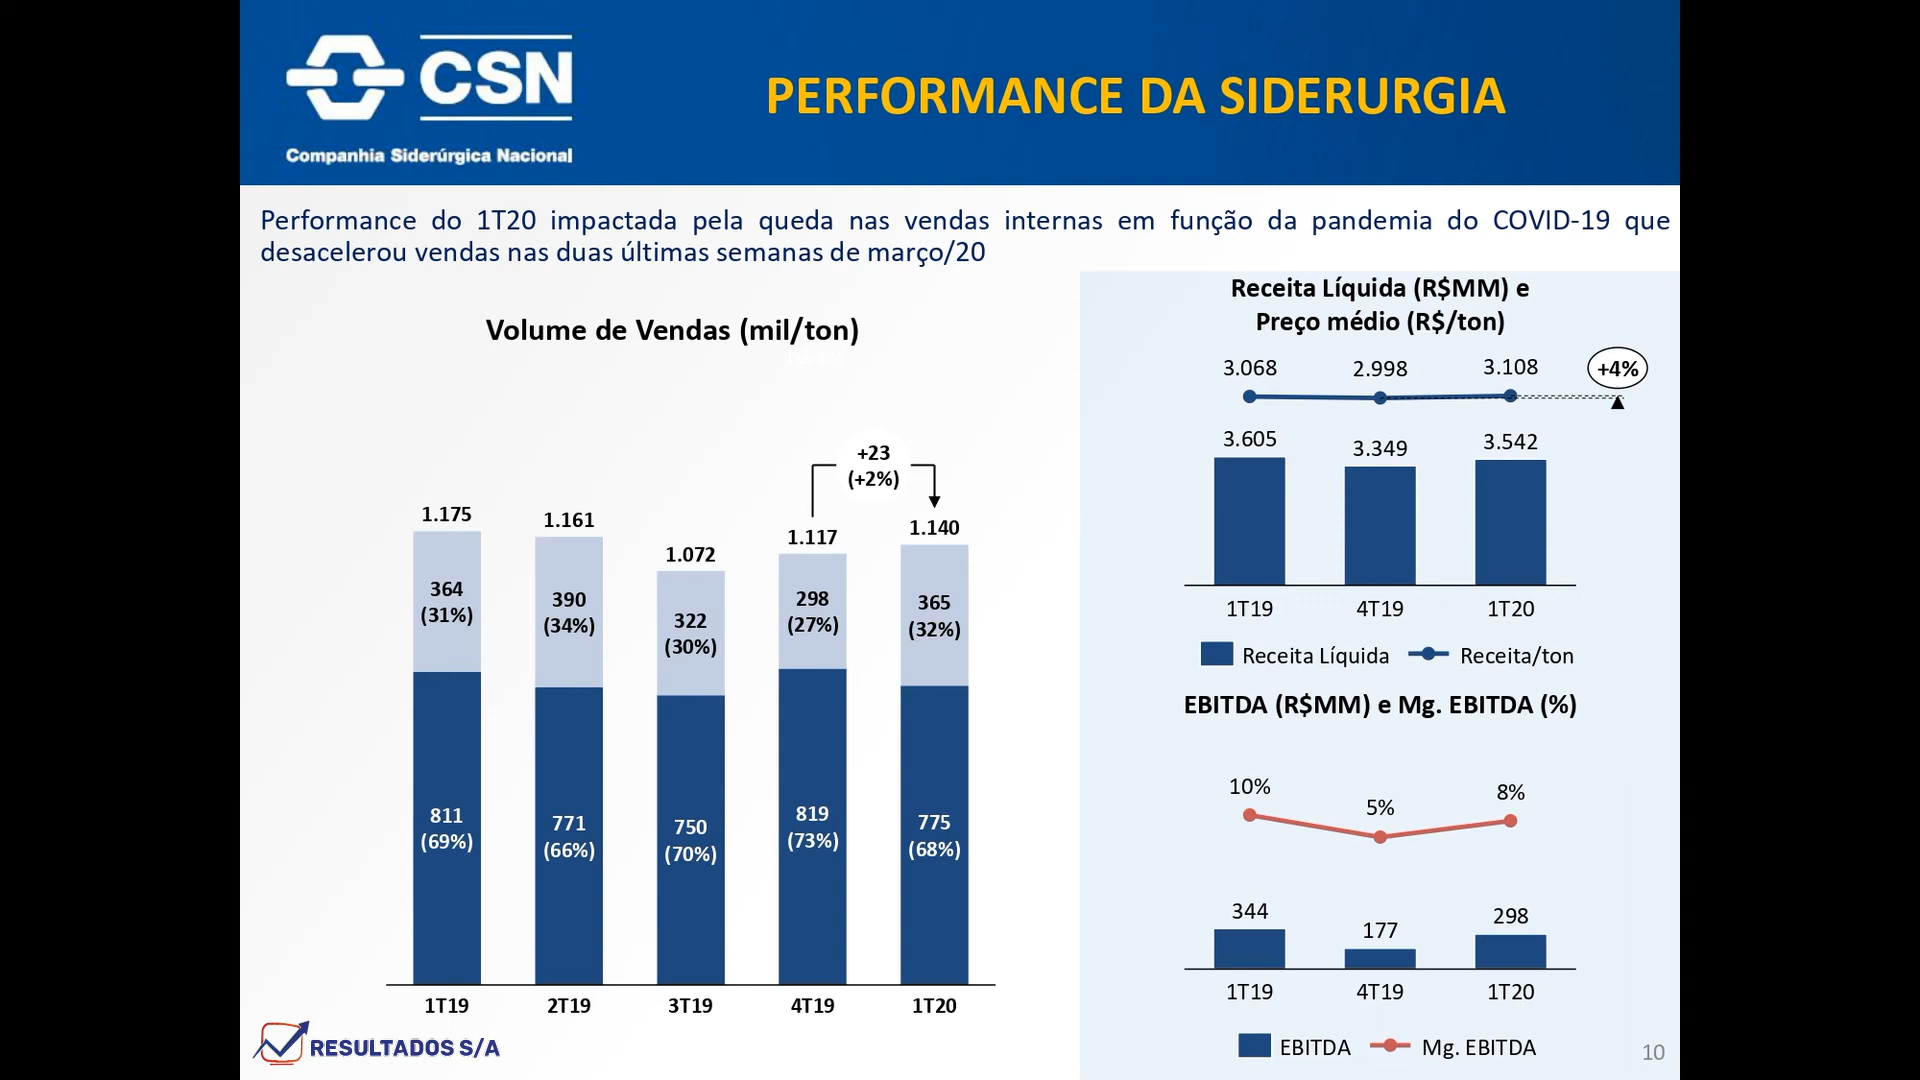 CSN
Companhia Siderúrgica Nacional
PERFORMANCE DA SIDERURGIA
Performance do 1T20 impactada pela queda nas vendas internas em função da pandemia do COVID-19 que
desacelerou vendas nas duas últimas semanas de março/20
Volume de Vendas (mil/ton)
+23
(+2%)
1.175
1.161
1.072
1.117
1.140
364
(31%)
390
(34%)
322
(30%)
298
(27%)
365
(32%)
811
(69%)
771
(66%)
750
(70%)
819
(73%)
775
(68%)
1T19
2T19
3T19
4T19
1T20
Receita Líquida (R$MM) e
Preço médio (R$/ton)
3.068
2.998
3.108
+4%
3.605
3.349
3.542
1T19
4T19
1T20
Receita Líquida
Receita/ton
EBITDA (R$MM) e Mg. EBITDA (%)
10%
5%
8%
344
177
298
1T19
4T19
1T20
EBITDA
Mg. EBITDA
RESULTADOS S/A
10